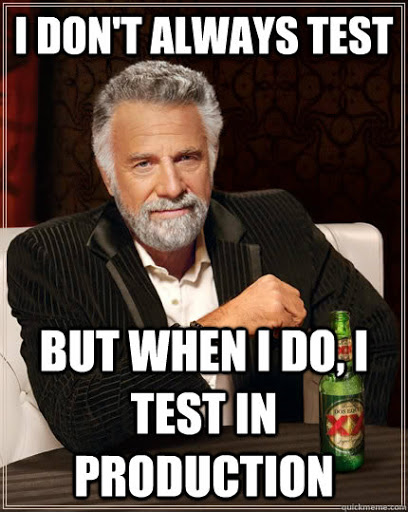 I DON'T ALWAYS TEST
BUT WHEN I DO, I
TEST IN
PRODUCTION
XX
quickmeme.com